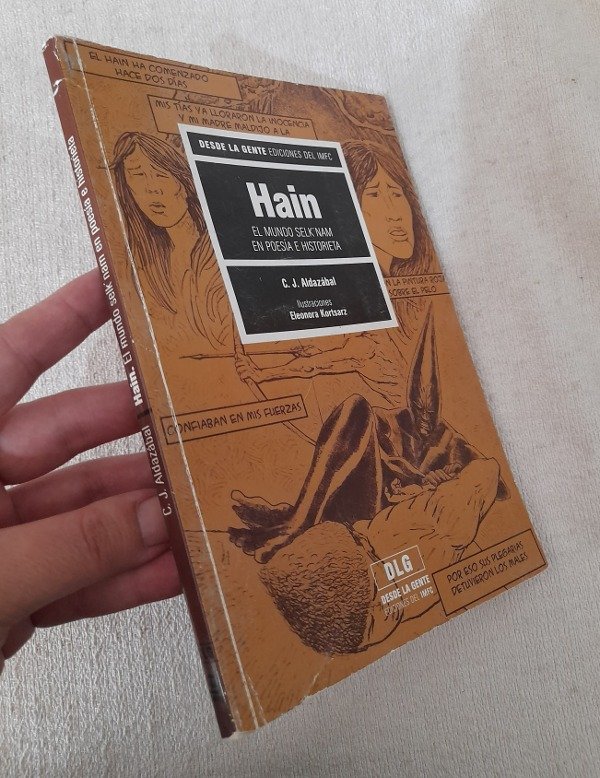 EL HAIN HA COMENZADO
HACE DOS DÍAS
MIS TÍAS YA LLORARON LA INOCENCIA
Y MI MADRE MALDIJO A LA
DESDE LA GENTE EDICIONES DEL IMFC
Hain
EL MUNDO SELK'NAM
EN POESÍA E HISTORIETA
C. J. Aldazábal
Ilustraciones
Eleonora Kortsarz
N LA PINTURA ROJ
SOBRE EL PELO
CONFIABAN EN MIS FUERZAS
DLG
DESDE LA GENTE
EDICIONES DEL IMFC
POR ESO SUS PLEGARIAS
DETUVIERON LOS MALES
C. J. Aldazábal Hain. El mundo selk'nam en poesía e historieta